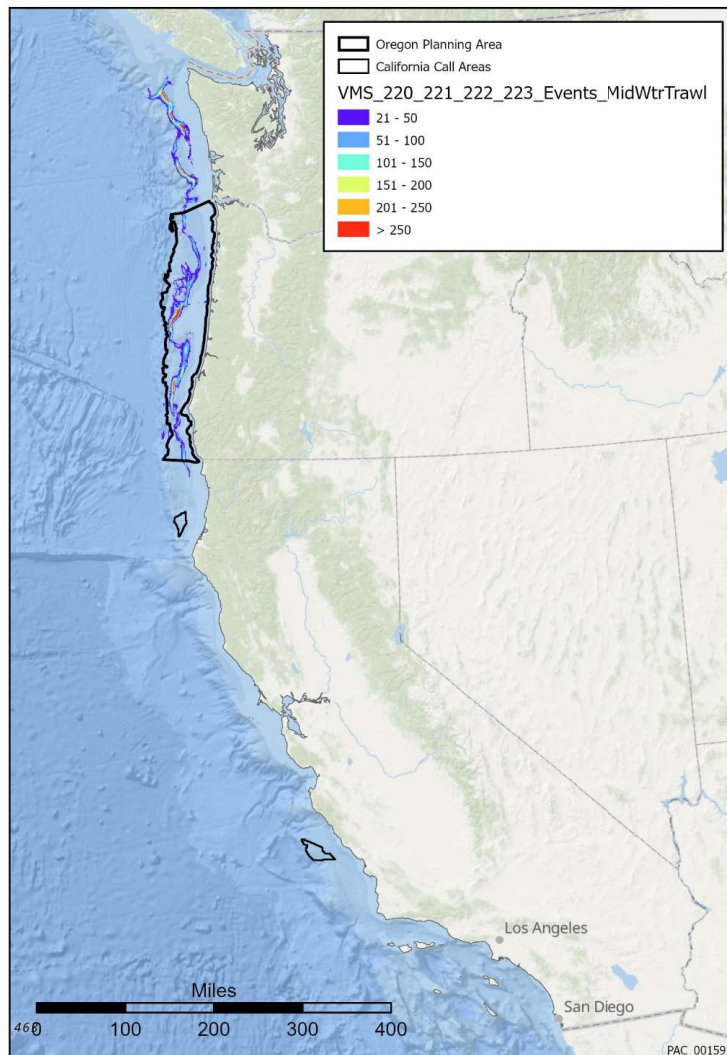 Oregon Planning Area
California Call Areas
VMS_220_221_222_223_Events_MidWtrTrawl
21 - 50
51 - 100
101 - 150
151 - 200
201 - 250
> 250
Los Angeles
San Diego
Miles
0 100 200 300 400
PAC_00159